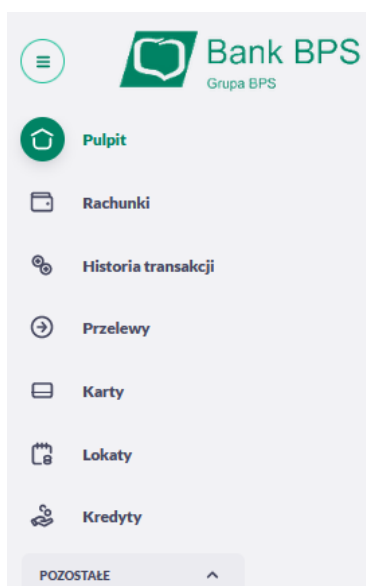 Bank BPS
Grupa BPS
Pulpit
Rachunki
Historia transakcji
Przelewy
Karty
Lokaty
Kredyty
POZOSTAŁE